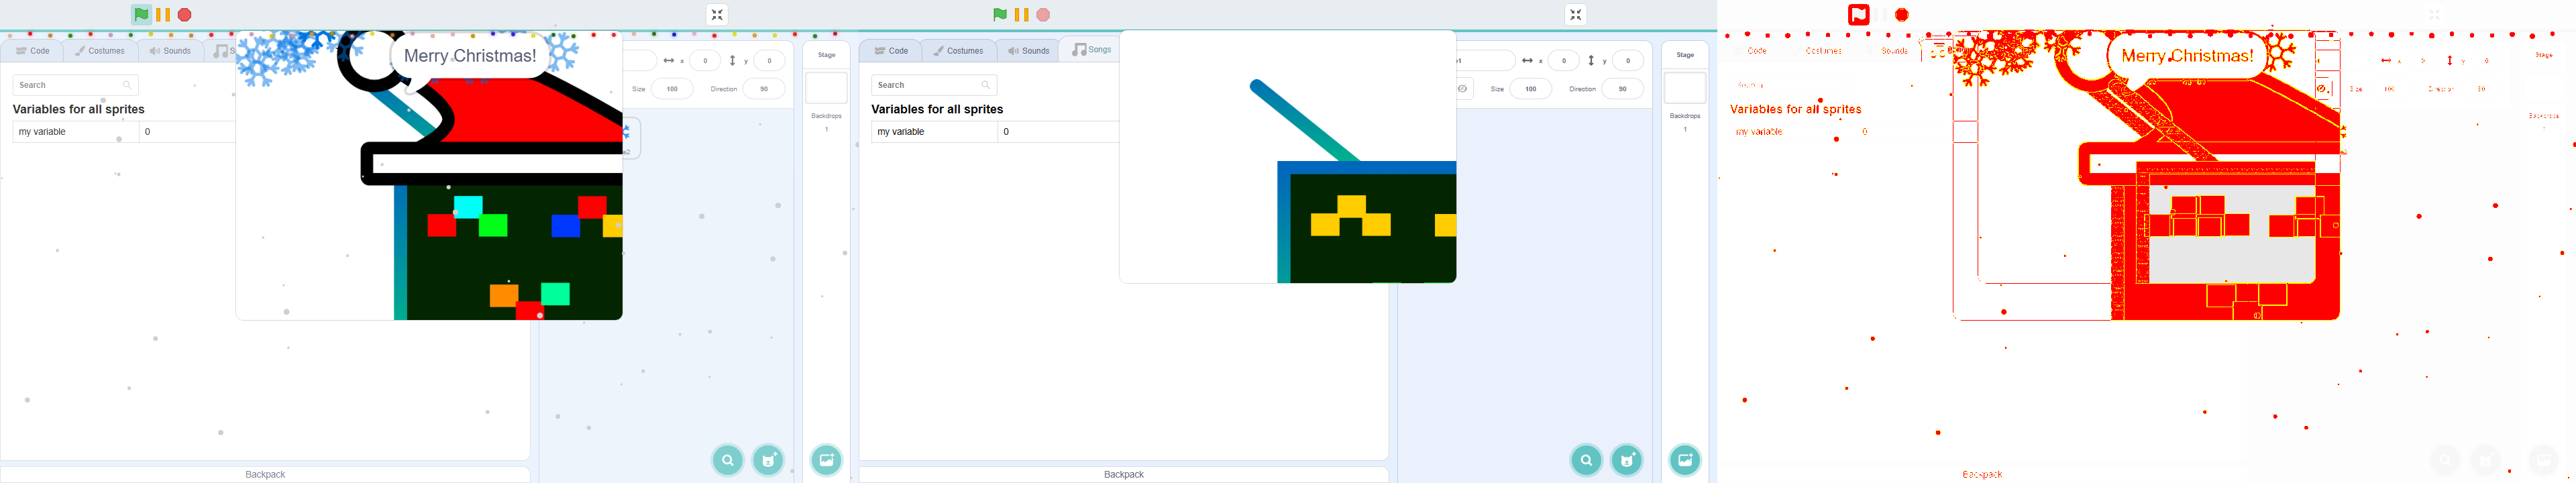 Code Costumes Sounds S
Merry Christmas!
x 0 y 0
Size 100 Direction 90
Stage
Backdrops
1
Search
Variables for all sprites
my variable 0
Backpack
Code Costumes Sounds Songs
x 0 y 0
Size 100 Direction 90
Stage
Backdrops
1
Search
Variables for all sprites
my variable 0
Backpack
Code Costumes Sounds
Merry Christmas!
Stage
Variables for all sprites
my variable 0
Backpack